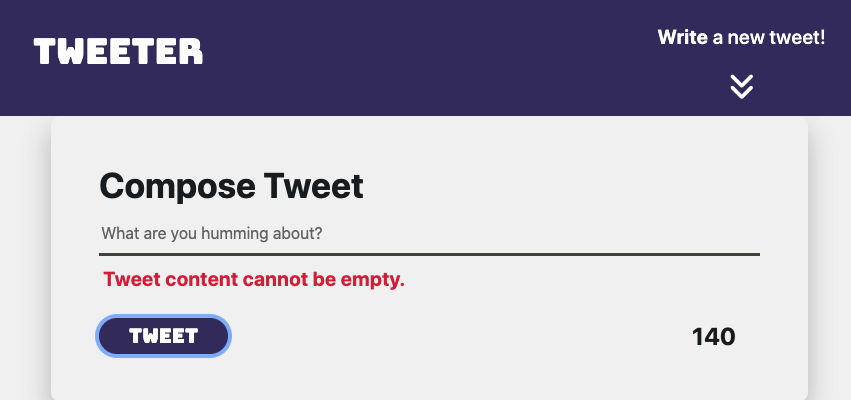 TWEETER
Write a new tweet!
Compose Tweet
What are you humming about?
Tweet content cannot be empty.
TWEET
140